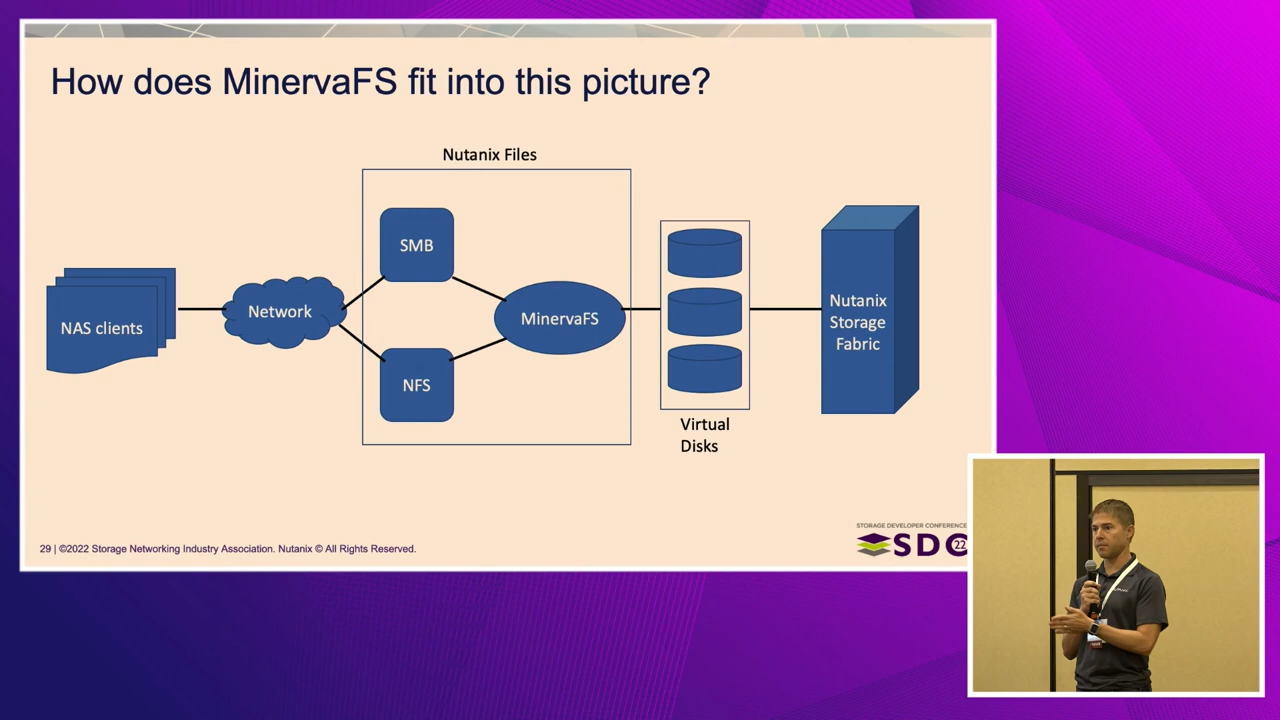 How does MinervaFS fit into this picture?
Nutanix Files
SMB
NAS clients
Network
MinervaFS
NFS
Nutanix
Storage
Fabric
Virtual
Disks
STORAGE DEVELOPER CONFERENCE
SDC
22
29 | ©2022 Storage Networking Industry Association. Nutanix © All Rights Reserved.